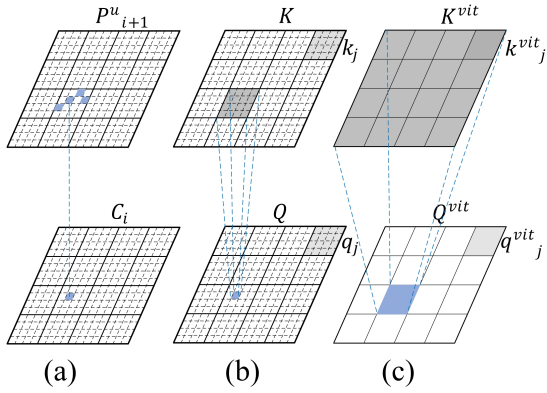 P^u_{i+1} K K^{vit}
k_j k^{vit}_j
C_i Q Q^{vit}
q_j q^{vit}_j
(a) (b) (c)